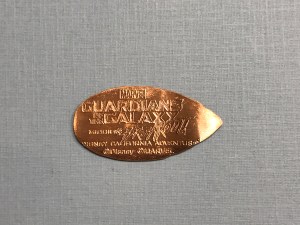 MARVEL
GUARDIANS
OF THE
GALAXY
MISSION
DISNEY CALIFORNIA ADVENTURE
©Disney ©MARVEL